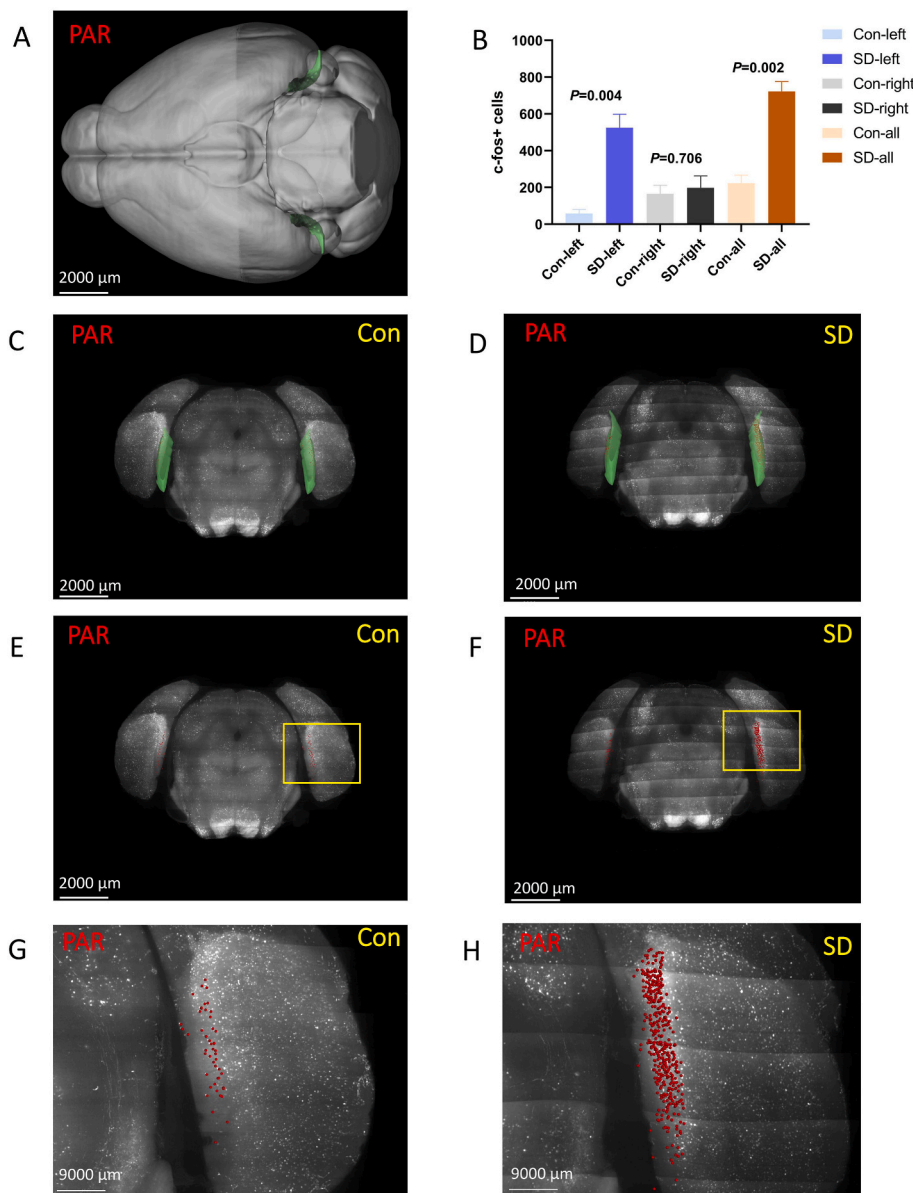 A
PAR
2000 µm
B
c-fos+ cells
1000
800
600
400
200
0
P=0.004
P=0.706
P=0.002
Con-left
SD-left
Con-right
SD-right
Con-all
SD-all
Con-left
SD-left
Con-right
SD-right
Con-all
SD-all
C
PAR
Con
2000 µm
D
PAR
SD
2000 µm
E
PAR
Con
2000 µm
F
PAR
SD
2000 µm
G
PAR
Con
9000 µm
H
PAR
SD
9000 µm